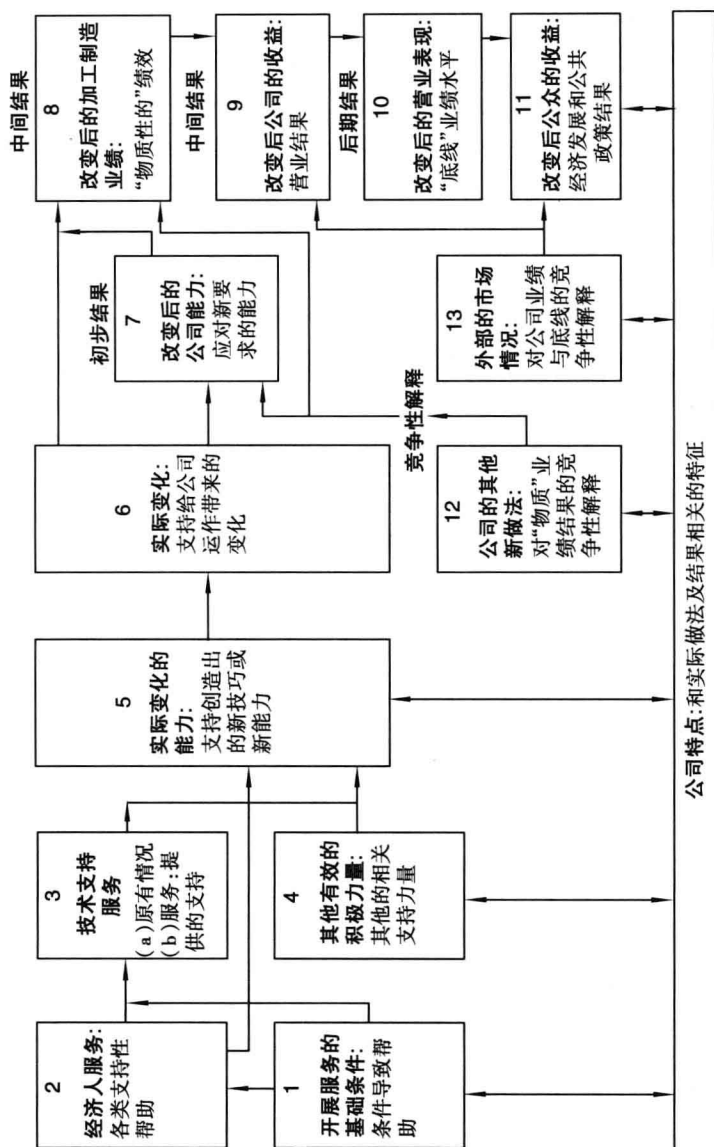 2
经济人服务:
各类支持性
帮助
1
开展服务的
基础条件:
条件导致帮
助
3
技术支持
服务
(a)原有情况
(b)服务:提
供的支持
4
其他有效的
积极力量:
其他的相关
支持力量
5
实际变化的
能力:
支持创造出
的新技巧或
新能力
6
实际变化:
支持给公司
运作带来的
变化
初步结果
7
改变后的
公司能力:
应对新要
求的能力
竞争性解释
12
公司的其他
新做法:
对“物质”业
绩结果的竞
争性解释
13
外部的市场
情况:
对公司业绩
与底线的竞
争性解释
中间结果
8
改变后的加工制造
业绩:
“物质性的”绩效
中间结果
9
改变后公司的收益:
营业结果
后期结果
10
改变后的营业表现:
“底线”业绩水平
11
改变后公众的收益:
经济发展和公共
政策结果
公司特点:和实际做法及结果相关的特征